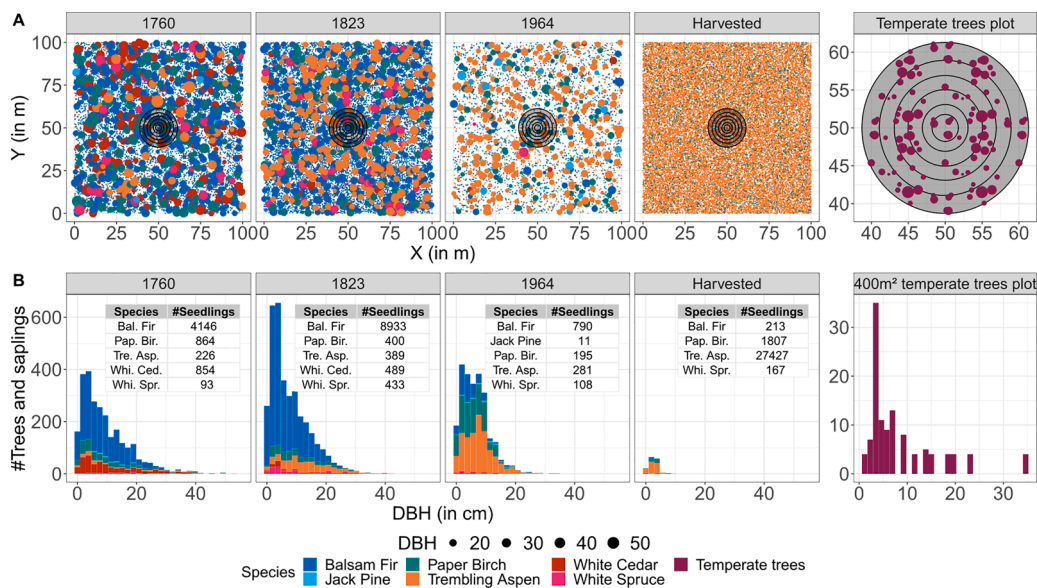 A
1760 1823 1964 Harvested Temperate trees plot
Y (in m)
100
75
50
25
0
0 25 50 75 100 0 25 50 75 100 0 25 50 75 100 0 25 50 75 100
X (in m)
60
55
50
45
40
40 45 50 55 60
B
1760 1823 1964 Harvested 400m² temperate trees plot
#Trees and saplings
600
400
200
0
Species #Seedlings
Bal. Fir 4146
Pap. Bir. 864
Tre. Asp. 226
Whi. Ced. 854
Whi. Spr. 93
Species #Seedlings
Bal. Fir 8933
Pap. Bir. 400
Tre. Asp. 389
Whi. Ced. 489
Whi. Spr. 433
Species #Seedlings
Bal. Fir 790
Jack Pine 11
Pap. Bir. 195
Tre. Asp 281
Whi. Spr. 108
Species #Seedlings
Bal. Fir 213
Pap. Bir. 1807
Tre. Asp. 27427
Whi. Spr. 167
30
20
10
0
0 20 40 0 20 40 0 20 40 0 20 40 0 10 20 30
DBH (in cm)
DBH 20 30 40 50
Species Balsam Fir Paper Birch White Cedar Temperate trees
Jack Pine Trembling Aspen White Spruce